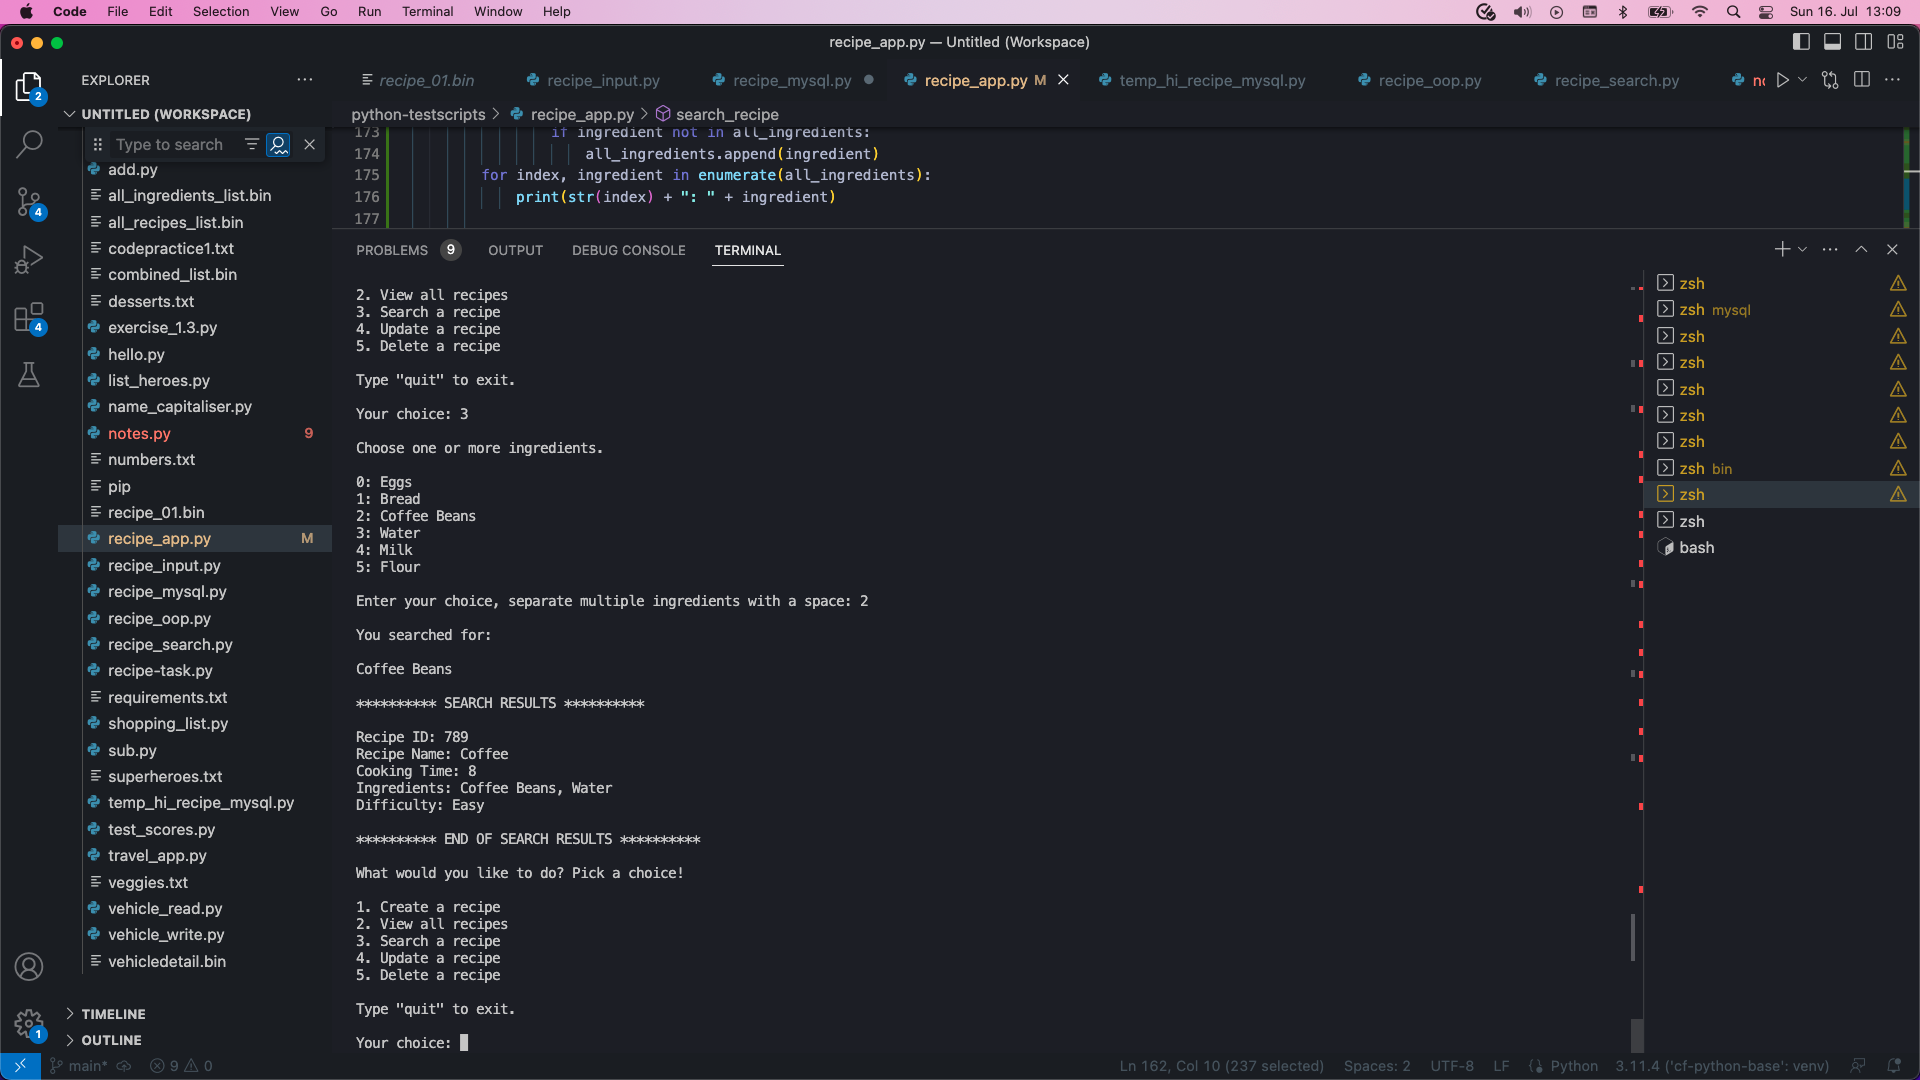 Code File Edit Selection View Go Run Terminal Window Help Sun 16. Jul 13:09
recipe_app.py — Untitled (Workspace)
EXPLORER
recipe_01.bin recipe_input.py recipe_mysql.py recipe_app.py M temp_hi_recipe_mysql.py recipe_oop.py recipe_search.py
UNTITLED (WORKSPACE)
python-testscripts > recipe_app.py > search_recipe
Type to search
173 if ingredient not in all_ingredients:
174 all_ingredients.append(ingredient)
175 for index, ingredient in enumerate(all_ingredients):
176 print(str(index) + ": " + ingredient)
177
add.py
all_ingredients_list.bin
all_recipes_list.bin
codepractice1.txt
combined_list.bin
desserts.txt
exercise_1.3.py
hello.py
list_heroes.py
name_capitaliser.py
notes.py 9
numbers.txt
pip
recipe_01.bin
recipe_app.py M
recipe_input.py
recipe_mysql.py
recipe_oop.py
recipe_search.py
recipe-task.py
requirements.txt
shopping_list.py
sub.py
superheroes.txt
temp_hi_recipe_mysql.py
test_scores.py
travel_app.py
veggies.txt
vehicle_read.py
vehicle_write.py
vehicledetail.bin
TIMELINE
OUTLINE
2
4
4
1
PROBLEMS 9 OUTPUT DEBUG CONSOLE TERMINAL
2. View all recipes
3. Search a recipe
4. Update a recipe
5. Delete a recipe
Type "quit" to exit.
Your choice: 3
Choose one or more ingredients.
0: Eggs
1: Bread
2: Coffee Beans
3: Water
4: Milk
5: Flour
Enter your choice, separate multiple ingredients with a space: 2
You searched for:
Coffee Beans
********** SEARCH RESULTS **********
Recipe ID: 789
Recipe Name: Coffee
Cooking Time: 8
Ingredients: Coffee Beans, Water
Difficulty: Easy
********** END OF SEARCH RESULTS **********
What would you like to do? Pick a choice!
1. Create a recipe
2. View all recipes
3. Search a recipe
4. Update a recipe
5. Delete a recipe
Type "quit" to exit.
Your choice:
zsh
zsh mysql
zsh
zsh
zsh
zsh
zsh
zsh bin
zsh
zsh
bash
main* 9 0 Ln 162, Col 10 (237 selected) Spaces: 2 UTF-8 LF Python 3.11.4 ('cf-python-base': venv)